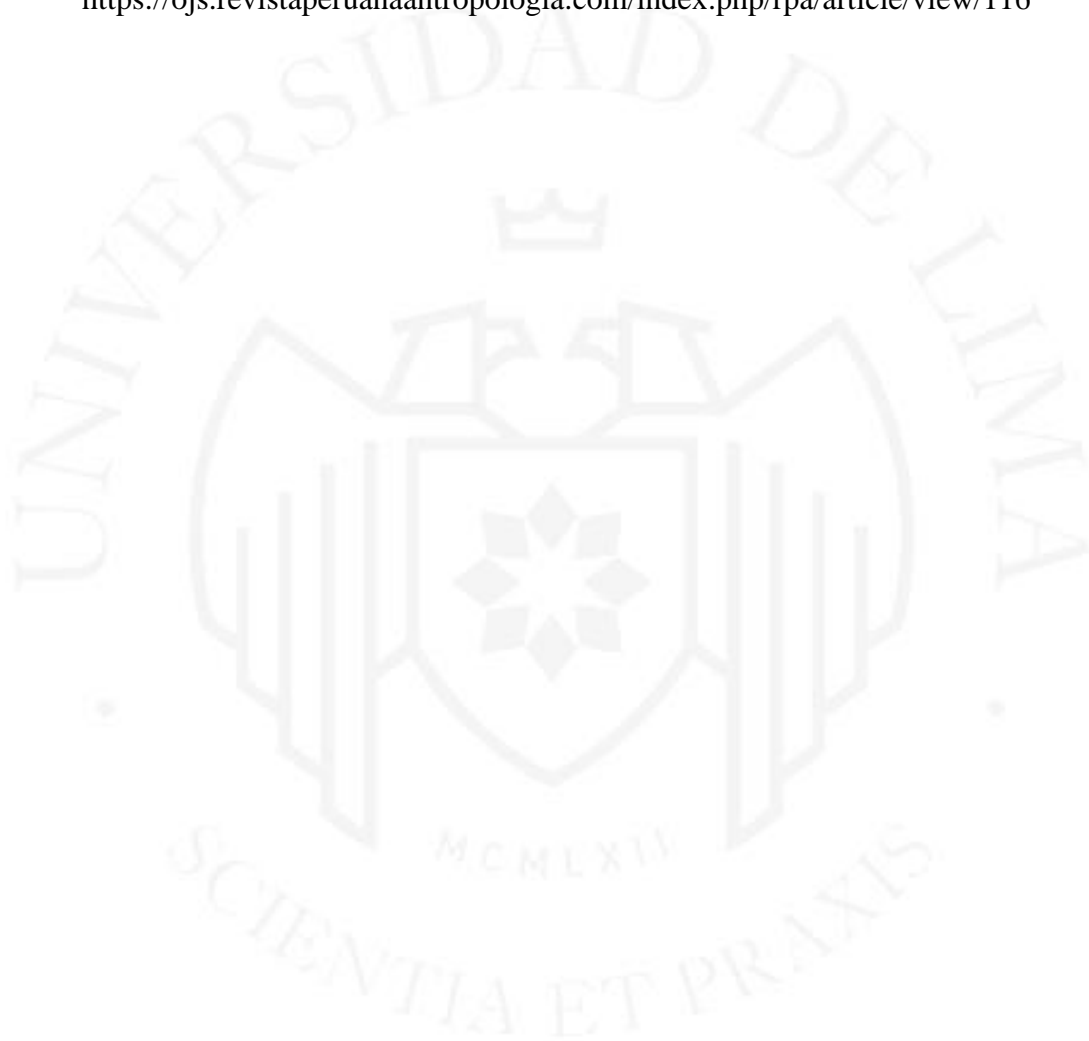 https://ojs.revistaperuanaantropologia.com/index.php/rpa/article/view/116
UNIVERSIDAD DE LIMA
MCMLXII
SCIENTIA ET PRAXIS